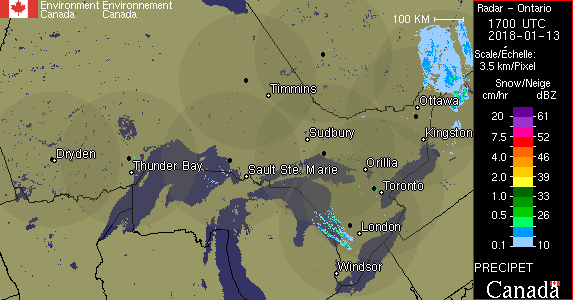 Environment Environnement
Canada Canada
100 KM
Timmins
Ottawa
Sudbury
Kingston
Dryden
Thunder Bay
Sault Ste. Marie
Orillia
Toronto
London
Windsor
Radar - Ontario
1700 UTC
2018-01-13
Scale/Échelle:
3.5 km/Pixel
Snow/Neige
cm/hr dBZ
20 61
7.5 52
4.0 46
2.0 39
1.0 33
0.5 26
0.1 10
PRECIPET
Canada